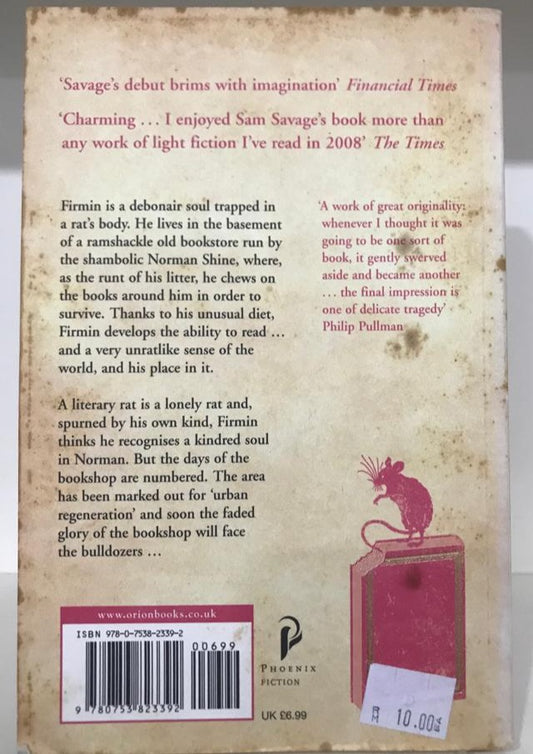 ‘Savage’s debut brims with imagination’ Financial Times
‘Charming ... I enjoyed Sam Savage’s book more than
any work of light fiction I’ve read in 2008’ The Times
Firmin is a debonair soul trapped in
a rat’s body. He lives in the basement
of a ramshackle old bookstore run by
the shambolic Norman Shine, where,
as the runt of his litter, he chews on
the books around him in order to
survive. Thanks to his unusual diet,
Firmin develops the ability to read ...
and a very unratlike sense of the
world, and his place in it.
A literary rat is a lonely rat and,
spurned by his own kind, Firmin
thinks he recognises a kindred soul
in Norman. But the days of the
bookshop are numbered. The area
has been marked out for ‘urban
regeneration’ and soon the faded
glory of the bookshop will face
the bulldozers ...
‘A work of great originality:
whenever I thought it was
going to be one sort of
book, it gently swerved
aside and became another
... the final impression is
one of delicate tragedy’
Philip Pullman
www.orionbooks.co.uk
ISBN 978-0-7538-2339-2
00699
9 780753 823392
PHOENIX
FICTION
UK £6.99
RM 10.00